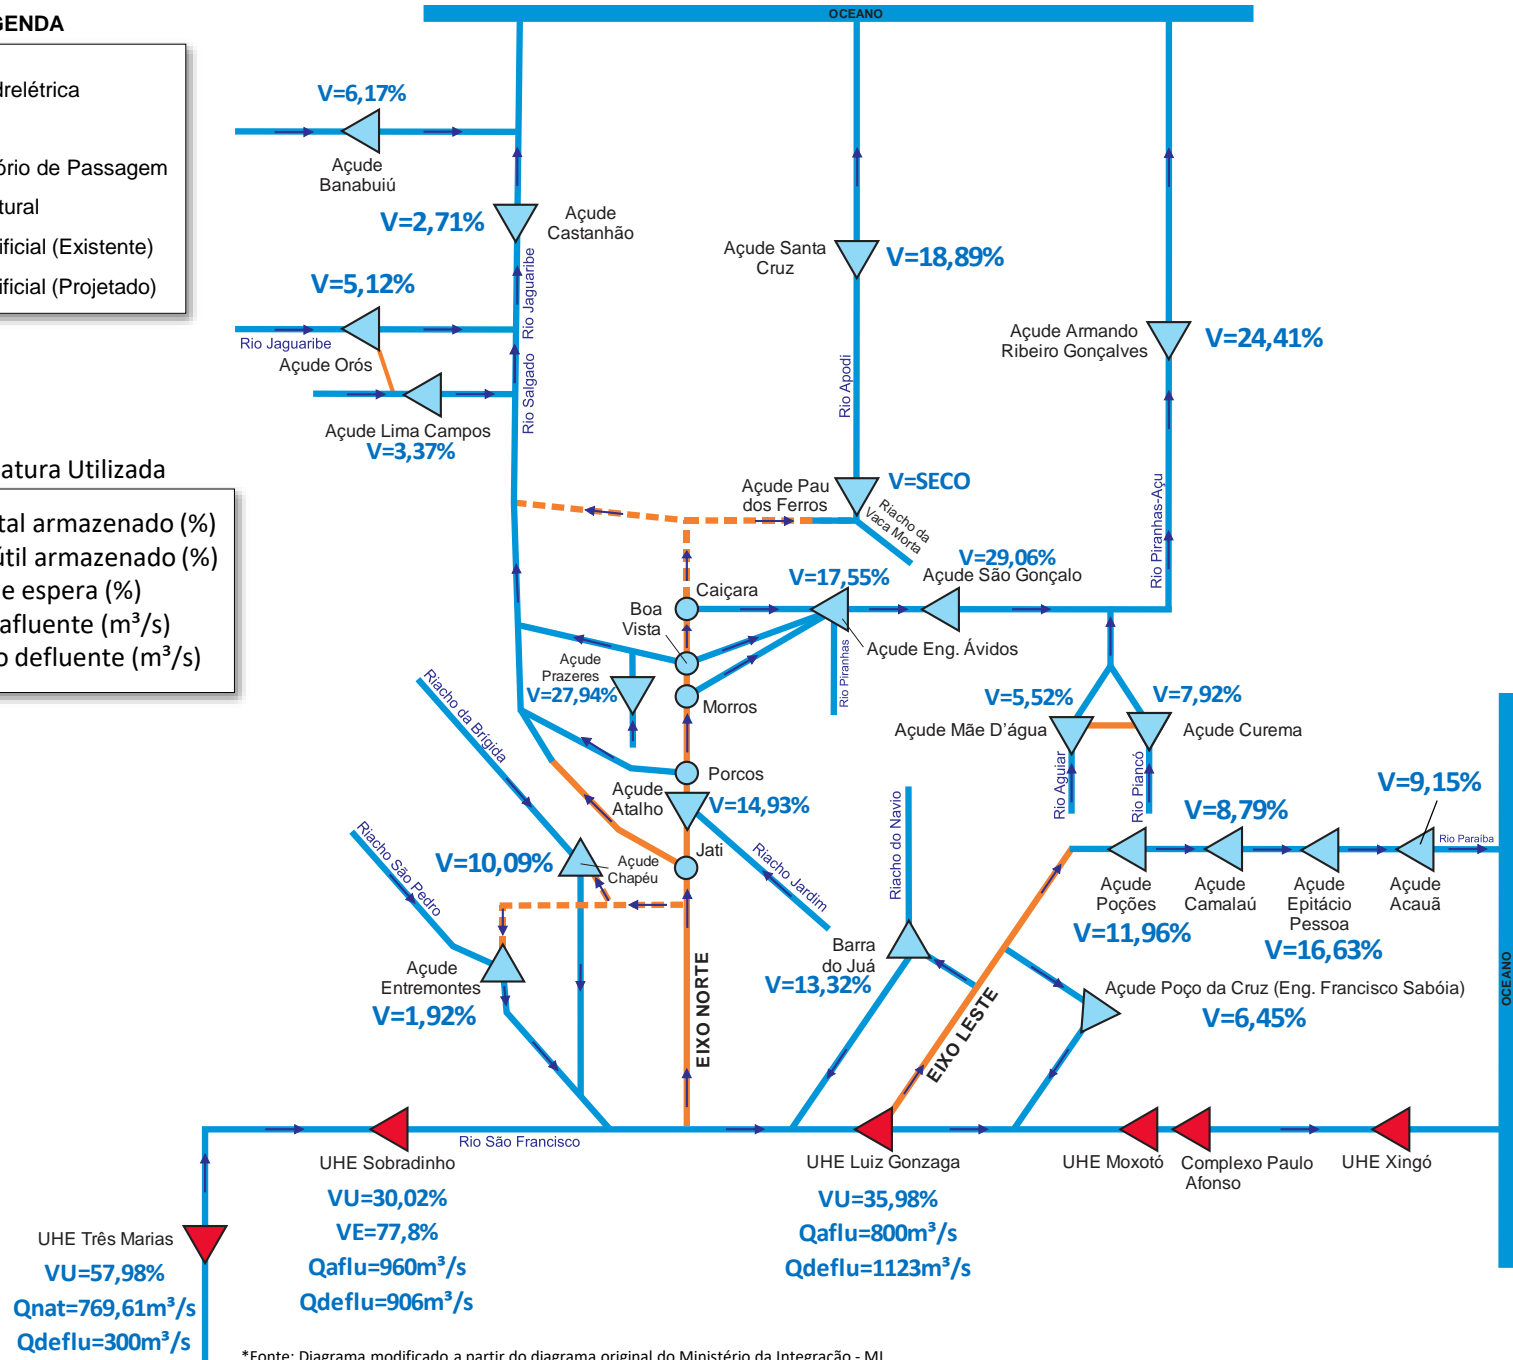 OCEANO
GENDA
drelétrica
ório de Passagem
tural
ificial (Existente)
ificial (Projetado)
V=6,17%
Açude
Banabuiú
V=2,71%
Açude
Castanhão
V=5,12%
Rio Jaguaribe
Rio Jaguaribe
Açude Orós
Rio Salgado
Açude Lima Campos
V=3,37%
Açude Santa
Cruz
V=18,89%
Rio Apodi
Açude Armando
Ribeiro Gonçalves
V=24,41%
Rio Piranhas-Açu
atura Utilizada
tal armazenado (%)
útil armazenado (%)
e espera (%)
afluente (m³/s)
o defluente (m³/s)
Açude Pau
dos Ferros
V=SECO
Riacho da
Vaca Morta
V=29,06%
Açude São Gonçalo
V=17,55%
Caiçara
Boa
Vista
Açude Eng. Ávidos
Rio Piranhas
Açude
Prazeres
V=27,94%
Morros
Riacho da Brígida
Porcos
Açude
Atalho
V=14,93%
V=5,52%
V=7,92%
Açude Mãe D'água
Açude Curema
Rio Aguiar
Rio Piancó
V=9,15%
V=8,79%
Rio Paraíba
Riacho São Pedro
V=10,09%
Açude
Chapéu
Jati
Riacho Jardim
Riacho do Navio
Açude
Poções
V=11,96%
Açude
Camalaú
Açude
Epitácio
Pessoa
V=16,63%
Açude
Acauã
Açude
Entremontes
V=1,92%
EIXO NORTE
Barra
do Juá
V=13,32%
EIXO LESTE
Açude Poço da Cruz (Eng. Francisco Sabóia)
V=6,45%
OCEANO
Rio São Francisco
UHE Sobradinho
VU=30,02%
VE=77,8%
Qaflu=960m³/s
Qdeflu=906m³/s
UHE Luiz Gonzaga
VU=35,98%
Qaflu=800m³/s
Qdeflu=1123m³/s
UHE Moxotó
Complexo Paulo
Afonso
UHE Xingó
UHE Três Marias
VU=57,98%
Qnat=769,61m³/s
Qdeflu=300m³/s
*Fonte: Diagrama modificado a partir do diagrama original do Ministério da Integração - MI